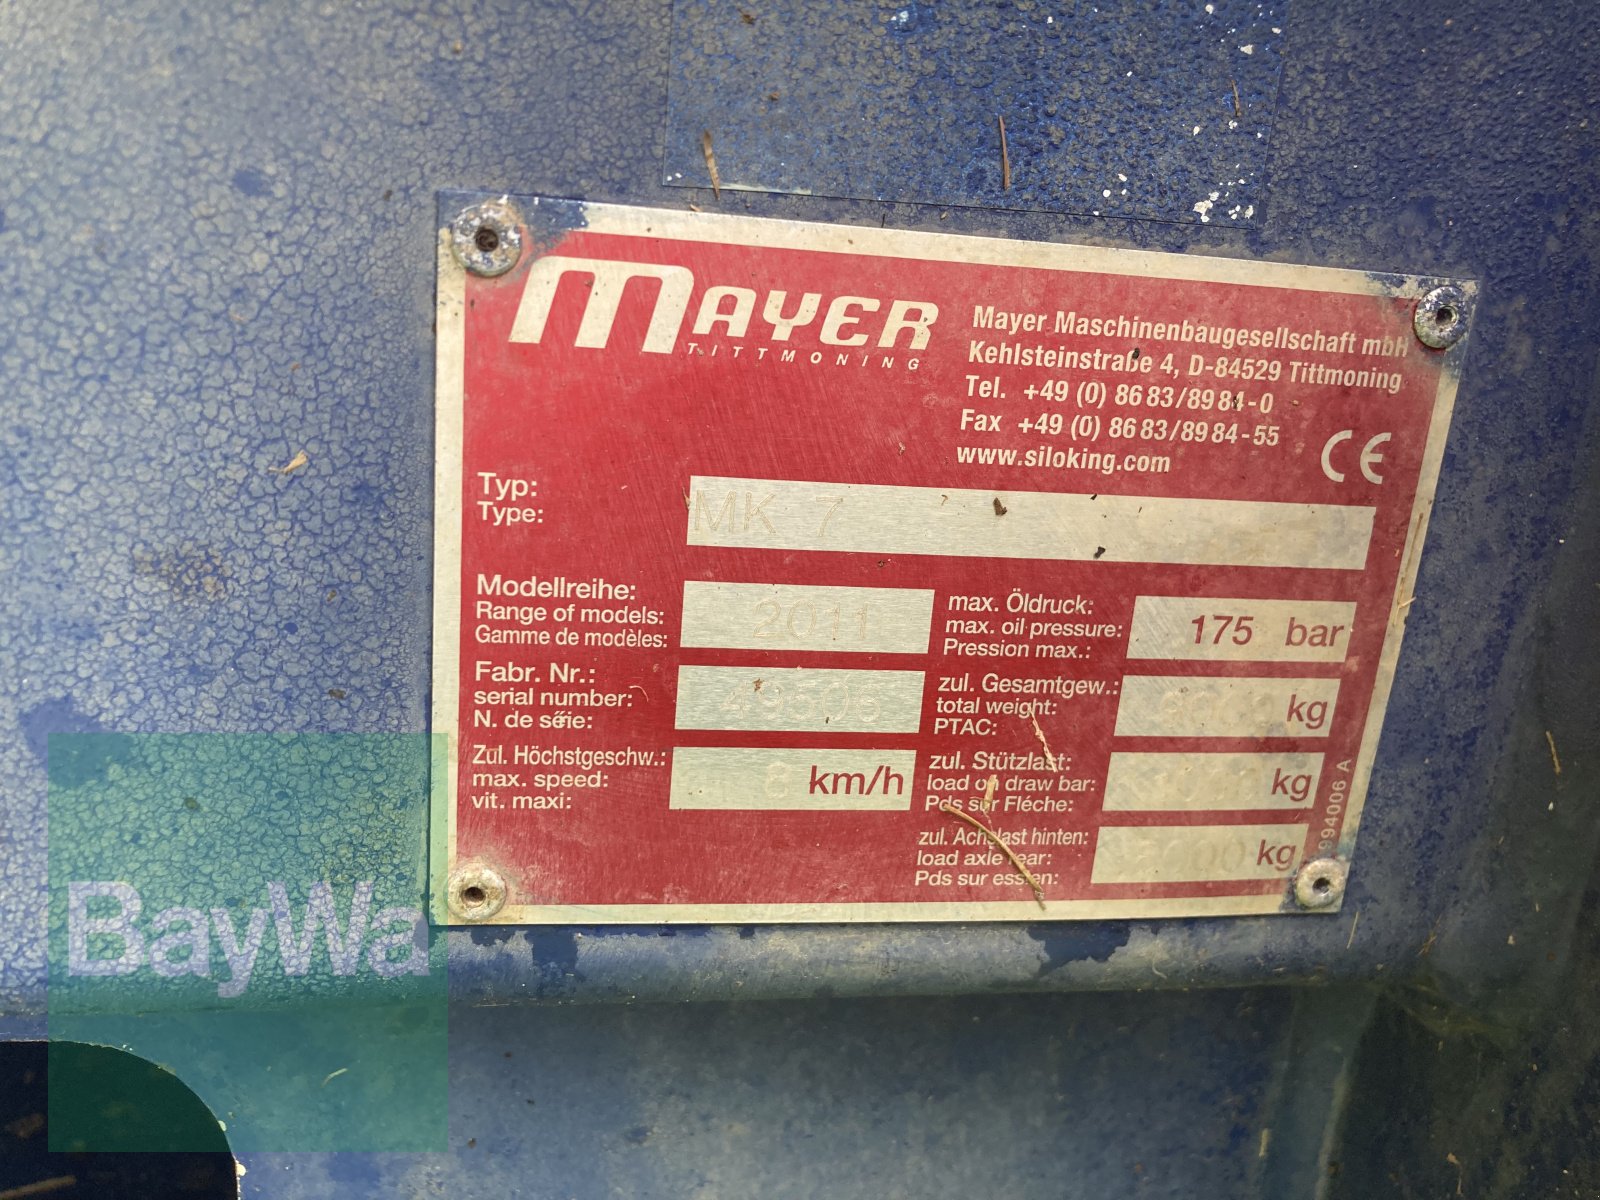 MAYER
TITTMONING
Mayer Maschinenbaugesellschaft mbH
Kehlsteinstraße 4, D-84529 Tittmoning
Tel. +49 (0) 86 83/89 84-0
Fax +49 (0) 86 83/89 84-55
www.siloking.com
CE
Typ:
Type:
MK 7
Modellreihe:
Range of models:
Gamme de modèles:
2011
max. Öldruck:
max. oil pressure:
Pression max.:
175 bar
Fabr. Nr.:
serial number:
N. de série:
zul. Gesamtgew.:
total weight:
PTAC:
kg
Zul. Höchstgeschw.:
max. speed:
vit. maxi:
km/h
zul. Stützlast:
load on draw bar:
Pds sur Fléche:
kg
zul. Achslast hinten:
load axle rear:
Pds sur essien:
kg
994006 A
BayWa